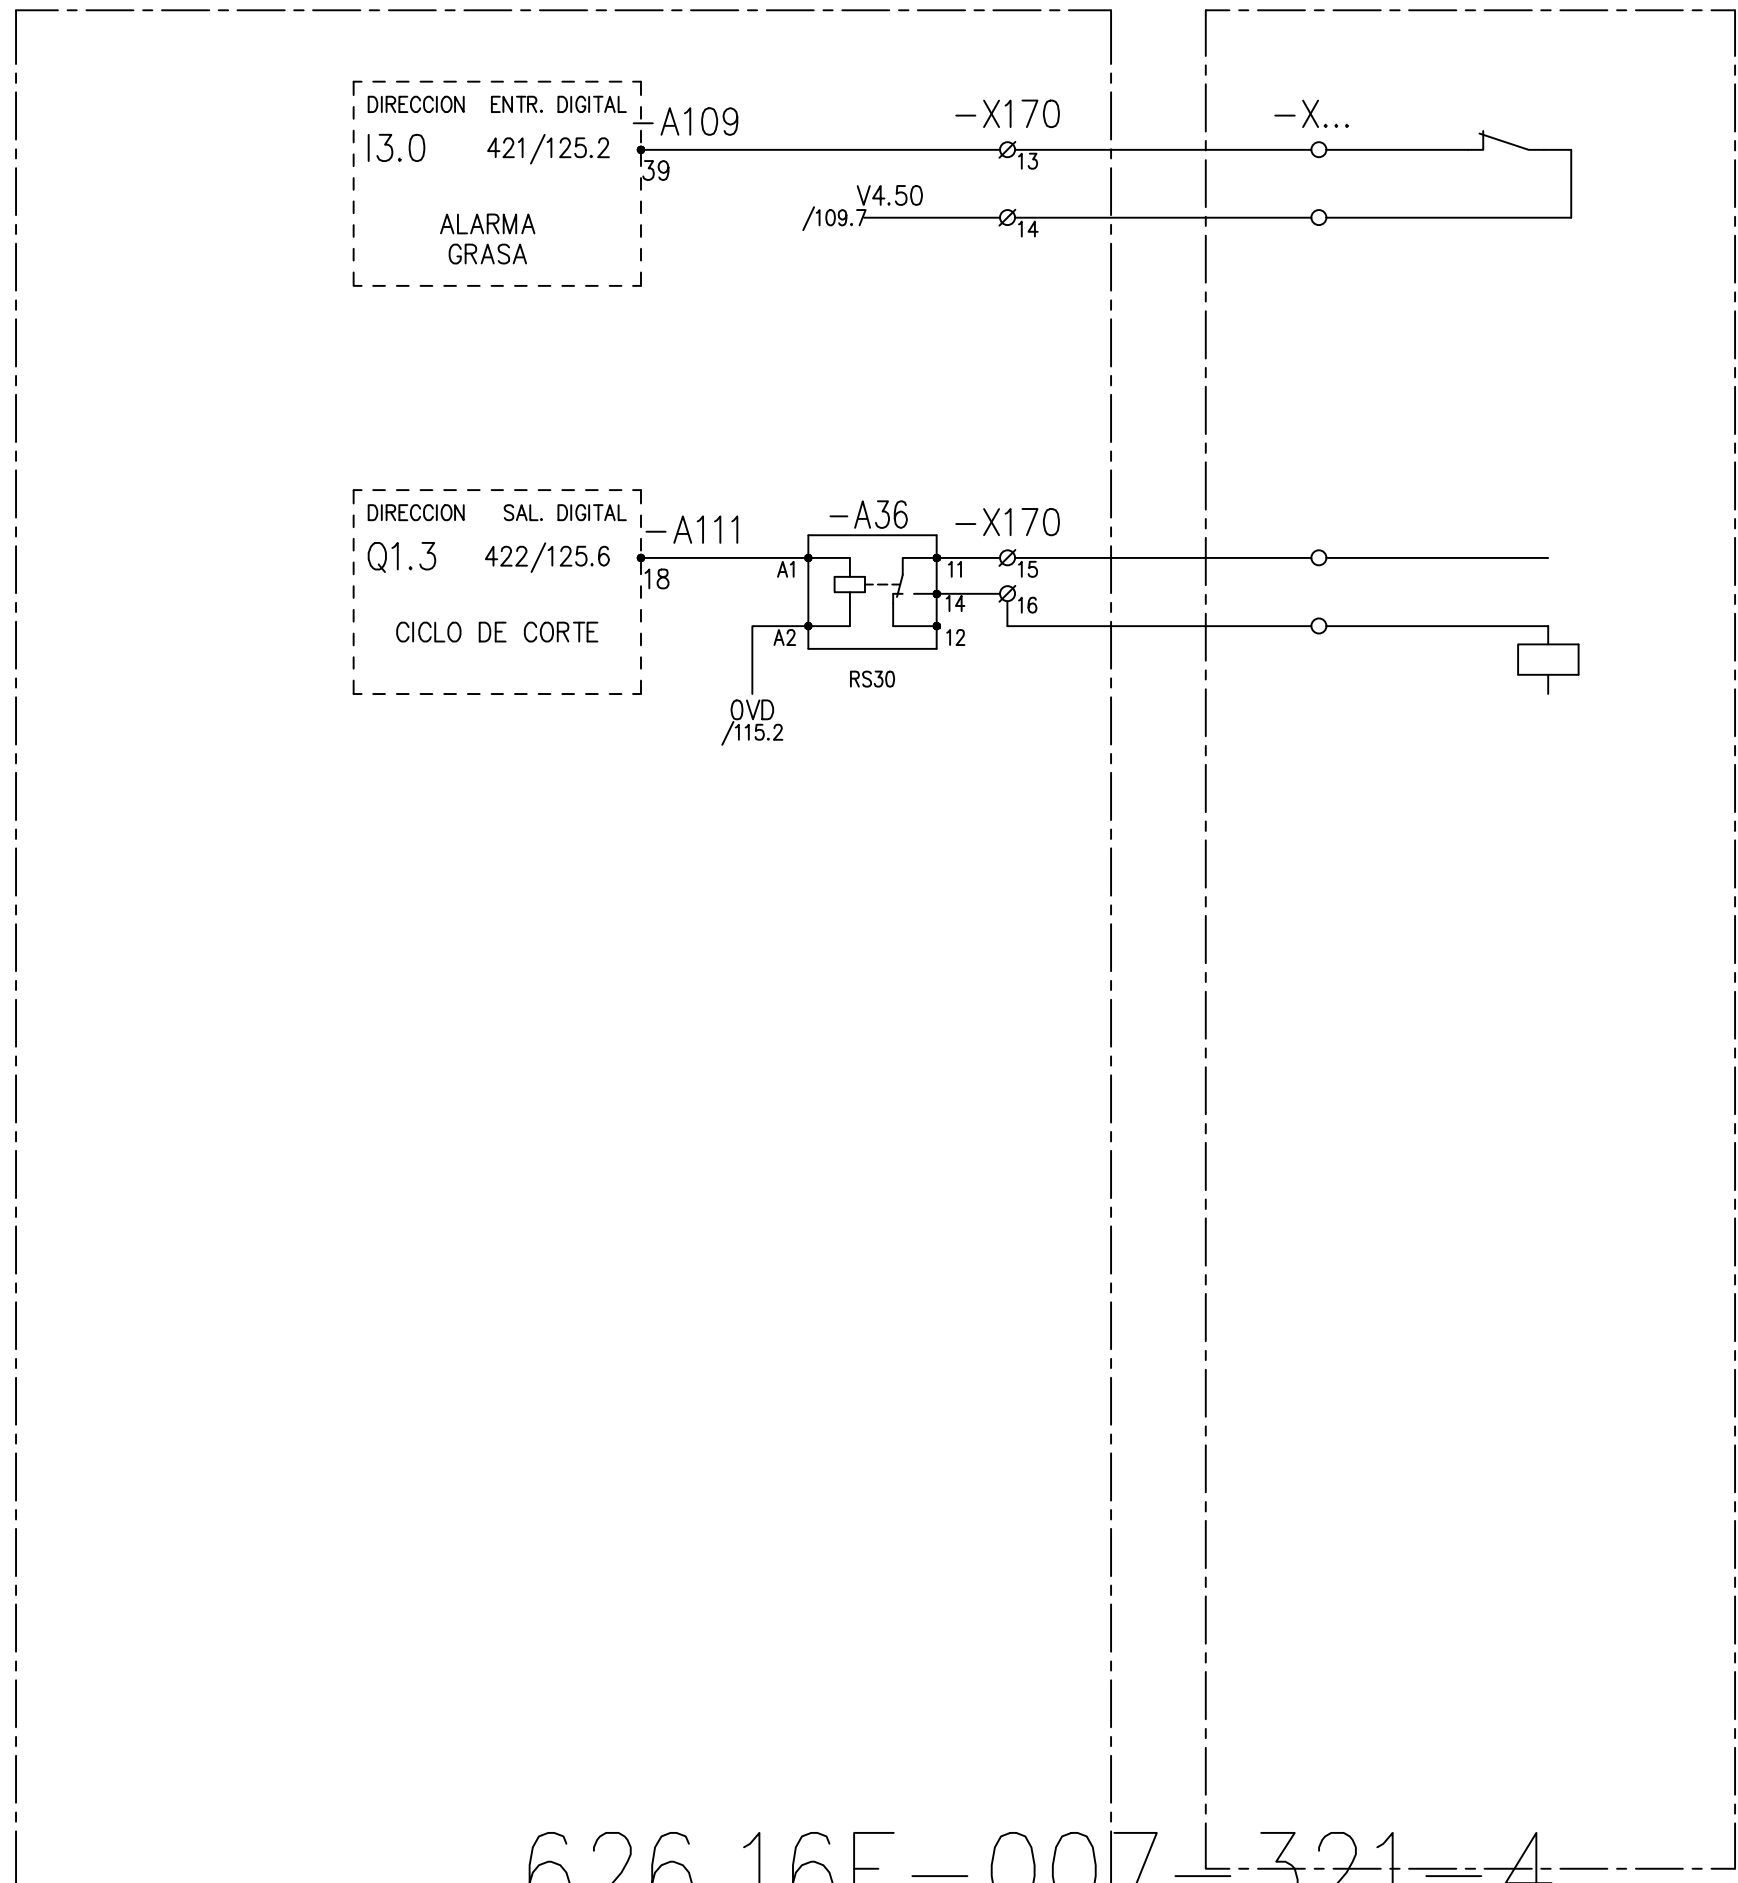 DIRECCION ENTR. DIGITAL
-A109
-X170
-X...
I3.0 421/125.2
39
13
V4.50
/109.7
14
ALARMA
GRASA
DIRECCION SAL. DIGITAL
-A111
-A36
-X170
Q1.3 422/125.6
18
A1
11
15
14
16
CICLO DE CORTE
A2
12
RS30
0VD
/115.2